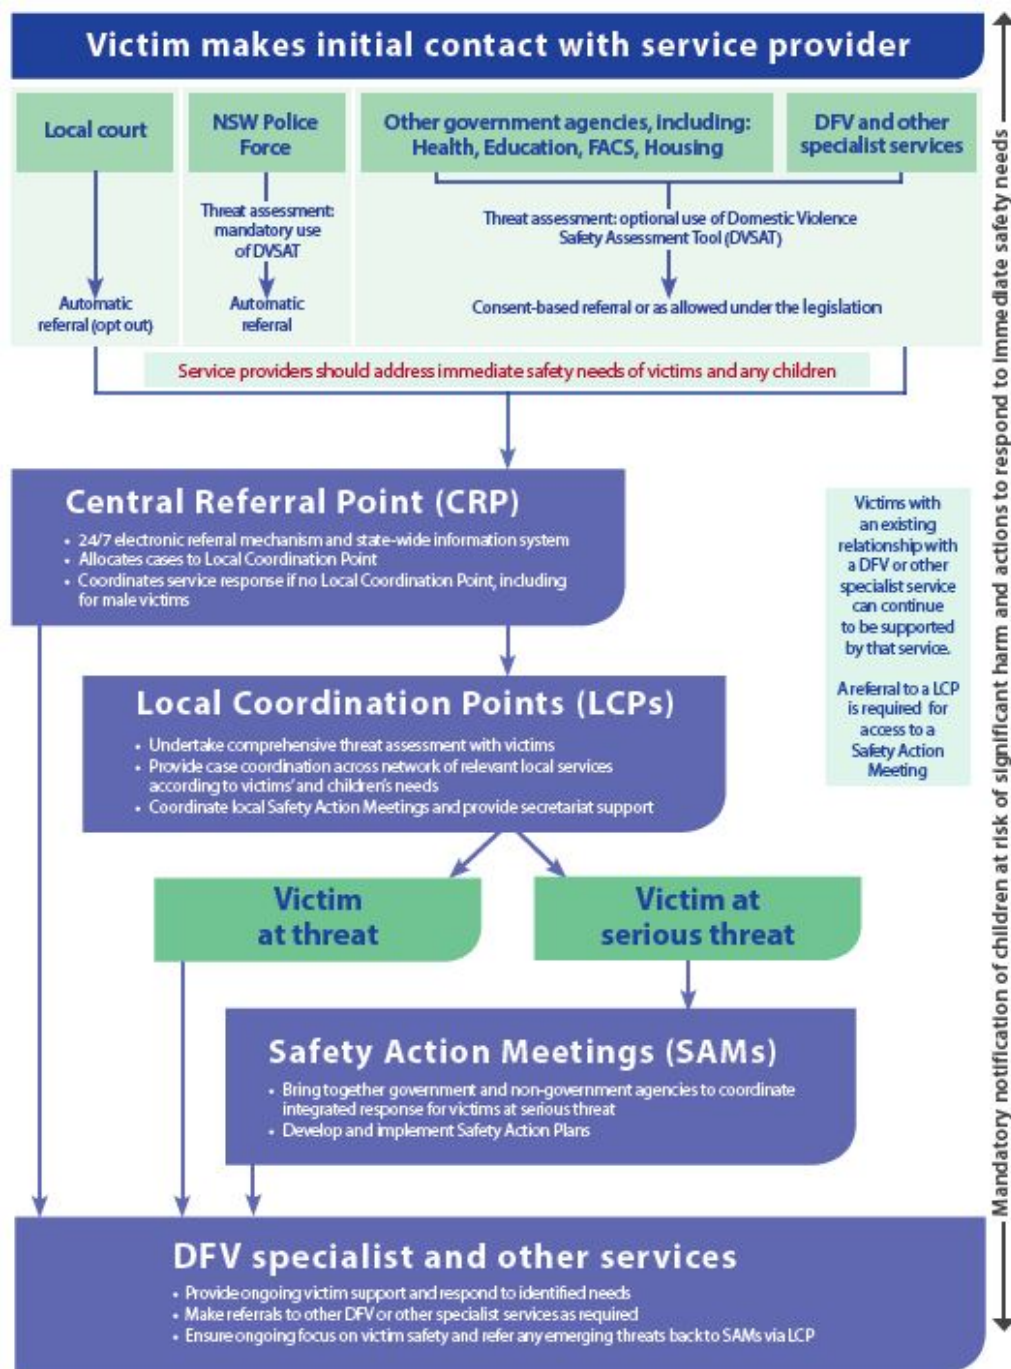 Victim makes initial contact with service provider
Local court
NSW Police
Force
Other government agencies, including:
Health, Education, FACS, Housing
DFV and other
specialist services
Threat assessment:
mandatory use
of DVSAT
Threat assessment: optional use of Domestic Violence
Safety Assessment Tool (DVSAT)
Automatic
referral (opt out)
Automatic
referral
Consent-based referral or as allowed under the legislation
Service providers should address immediate safety needs of victims and any children
Central Referral Point (CRP)
• 24/7 electronic referral mechanism and state-wide information system
• Allocates cases to Local Coordination Point
• Coordinates service response if no Local Coordination Point, including
for male victims
Victims with
an existing
relationship with
a DFV or other
specialist service
can continue
to be supported
by that service.
A referral to a LCP
is required for
access to a
Safety Action
Meeting
Local Coordination Points (LCPs)
• Undertake comprehensive threat assessment with victims
• Provide case coordination across network of relevant local services
according to victims' and children's needs
• Coordinate local Safety Action Meetings and provide secretariat support
Victim
at threat
Victim at
serious threat
Safety Action Meetings (SAMs)
• Bring together government and non-government agencies to coordinate
integrated response for victims at serious threat
• Develop and implement Safety Action Plans
DFV specialist and other services
• Provide ongoing victim support and respond to identified needs
• Make referrals to other DFV or other specialist services as required
• Ensure ongoing focus on victim safety and refer any emerging threats back to SAMs via LCP
Mandatory notification of children at risk of significant harm and actions to respond to immediate safety needs